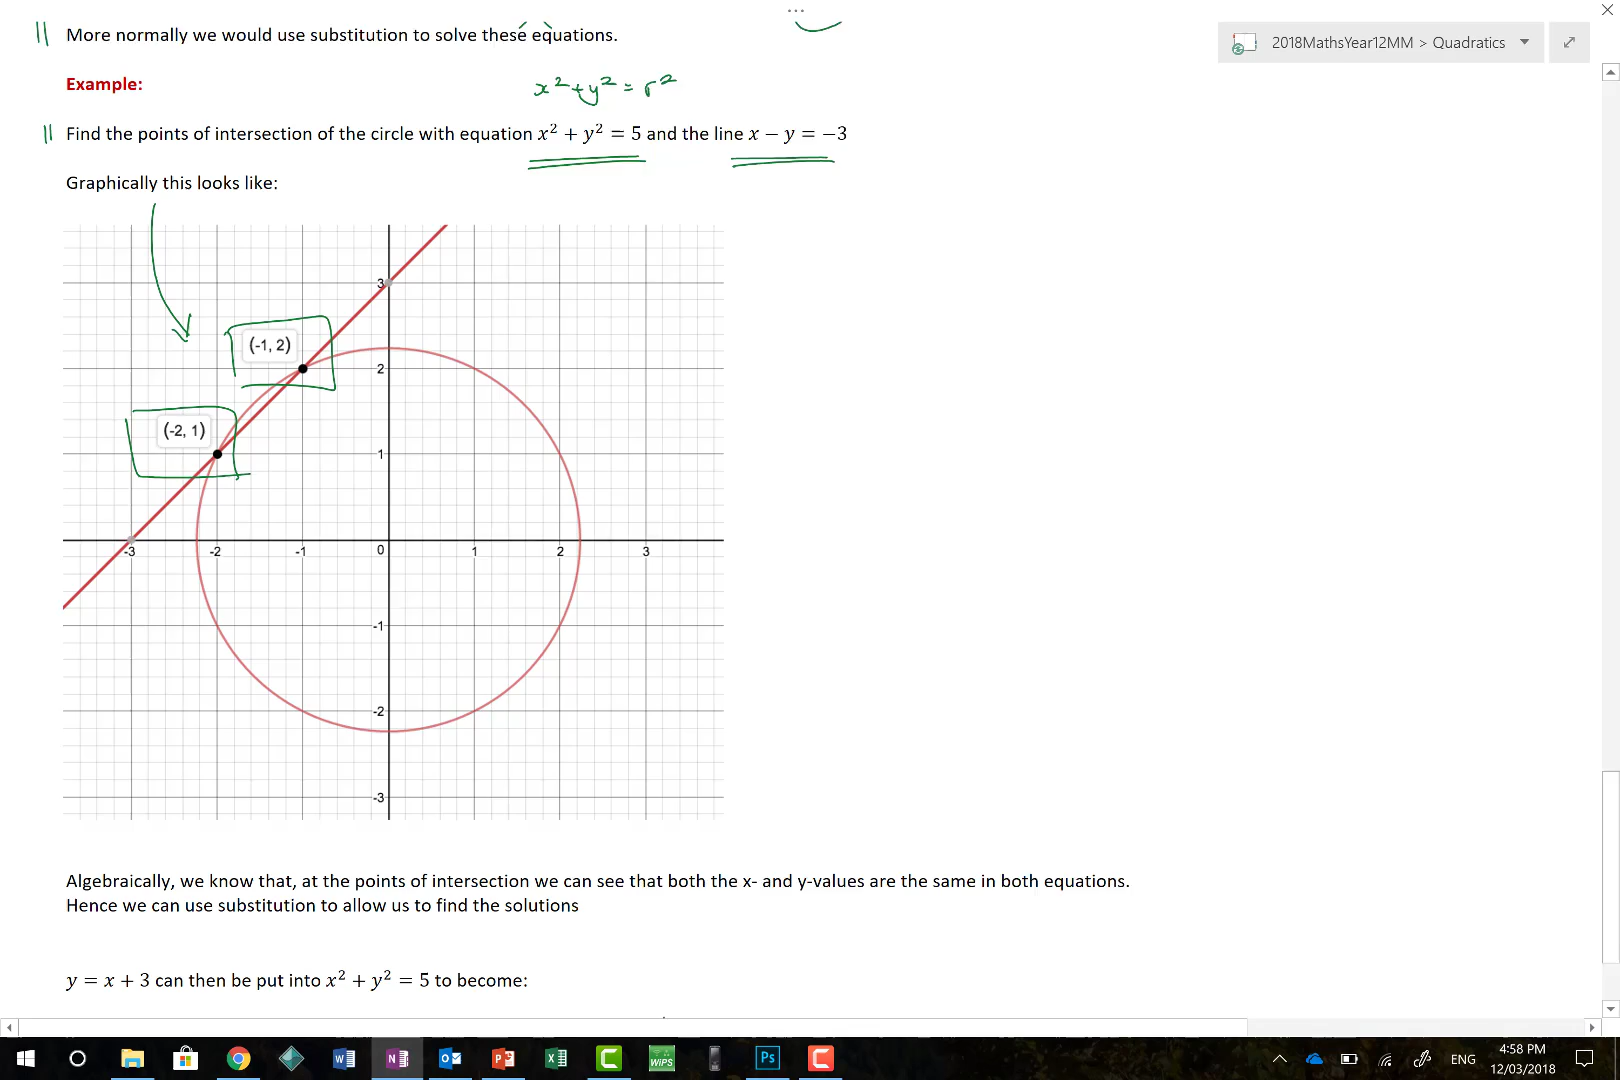 ...
More normally we would use substitution to solve these equations.
2018MathsYear12MM > Quadratics
Example:
x² + y² = r²
Find the points of intersection of the circle with equation x² + y² = 5 and the line x − y = −3
Graphically this looks like:
3
(-1, 2)
2
(-2, 1)
1
-3 -2 -1 0 1 2 3
-1
-2
-3
Algebraically, we know that, at the points of intersection we can see that both the x- and y-values are the same in both equations.
Hence we can use substitution to allow us to find the solutions
y = x + 3 can then be put into x² + y² = 5 to become:
WiPS
Ps
ENG
4:58 PM
12/03/2018